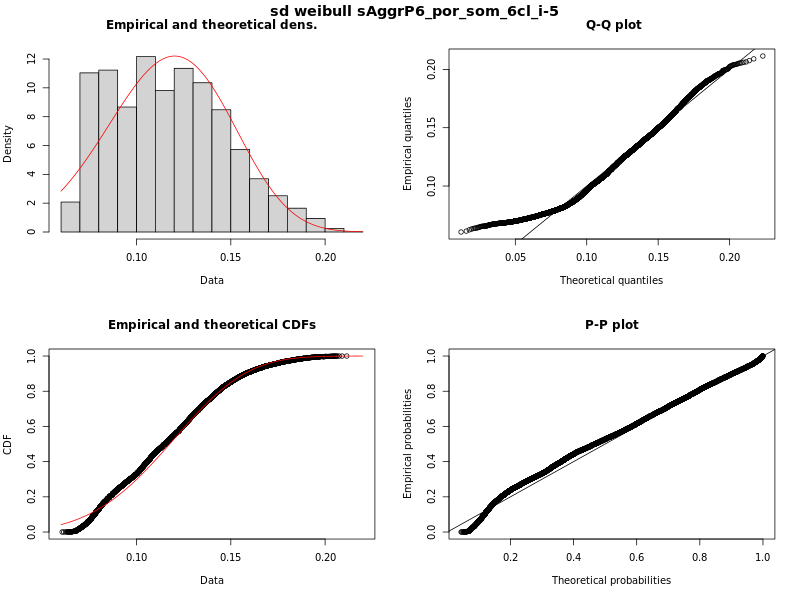 sd weibull sAggrP6_por_som_6cl_i-5
Empirical and theoretical dens.
Density
0 2 4 6 8 10 12
0.10 0.15 0.20
Data
Q-Q plot
Empirical quantiles
0.10 0.15 0.20
0.05 0.10 0.15 0.20
Theoretical quantiles
Empirical and theoretical CDFs
CDF
0.0 0.2 0.4 0.6 0.8 1.0
0.10 0.15 0.20
Data
P-P plot
Empirical probabilities
0.0 0.2 0.4 0.6 0.8 1.0
0.2 0.4 0.6 0.8 1.0
Theoretical probabilities